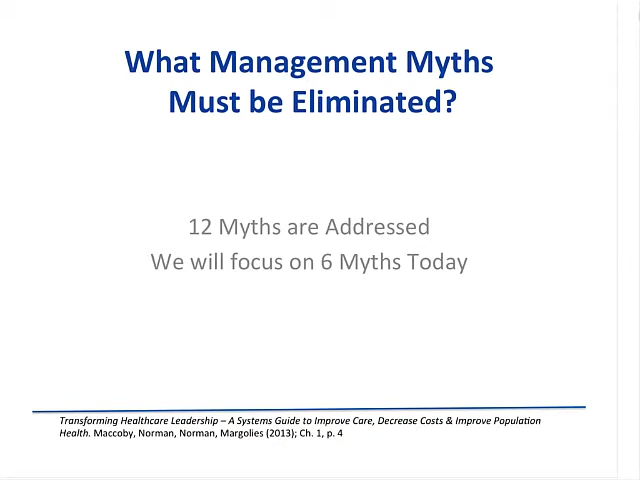 What Management Myths
Must be Eliminated?
12 Myths are Addressed
We will focus on 6 Myths Today
Transforming Healthcare Leadership – A Systems Guide to Improve Care, Decrease Costs & Improve Population
Health. Maccoby, Norman, Norman, Margolies (2013); Ch. 1, p. 4